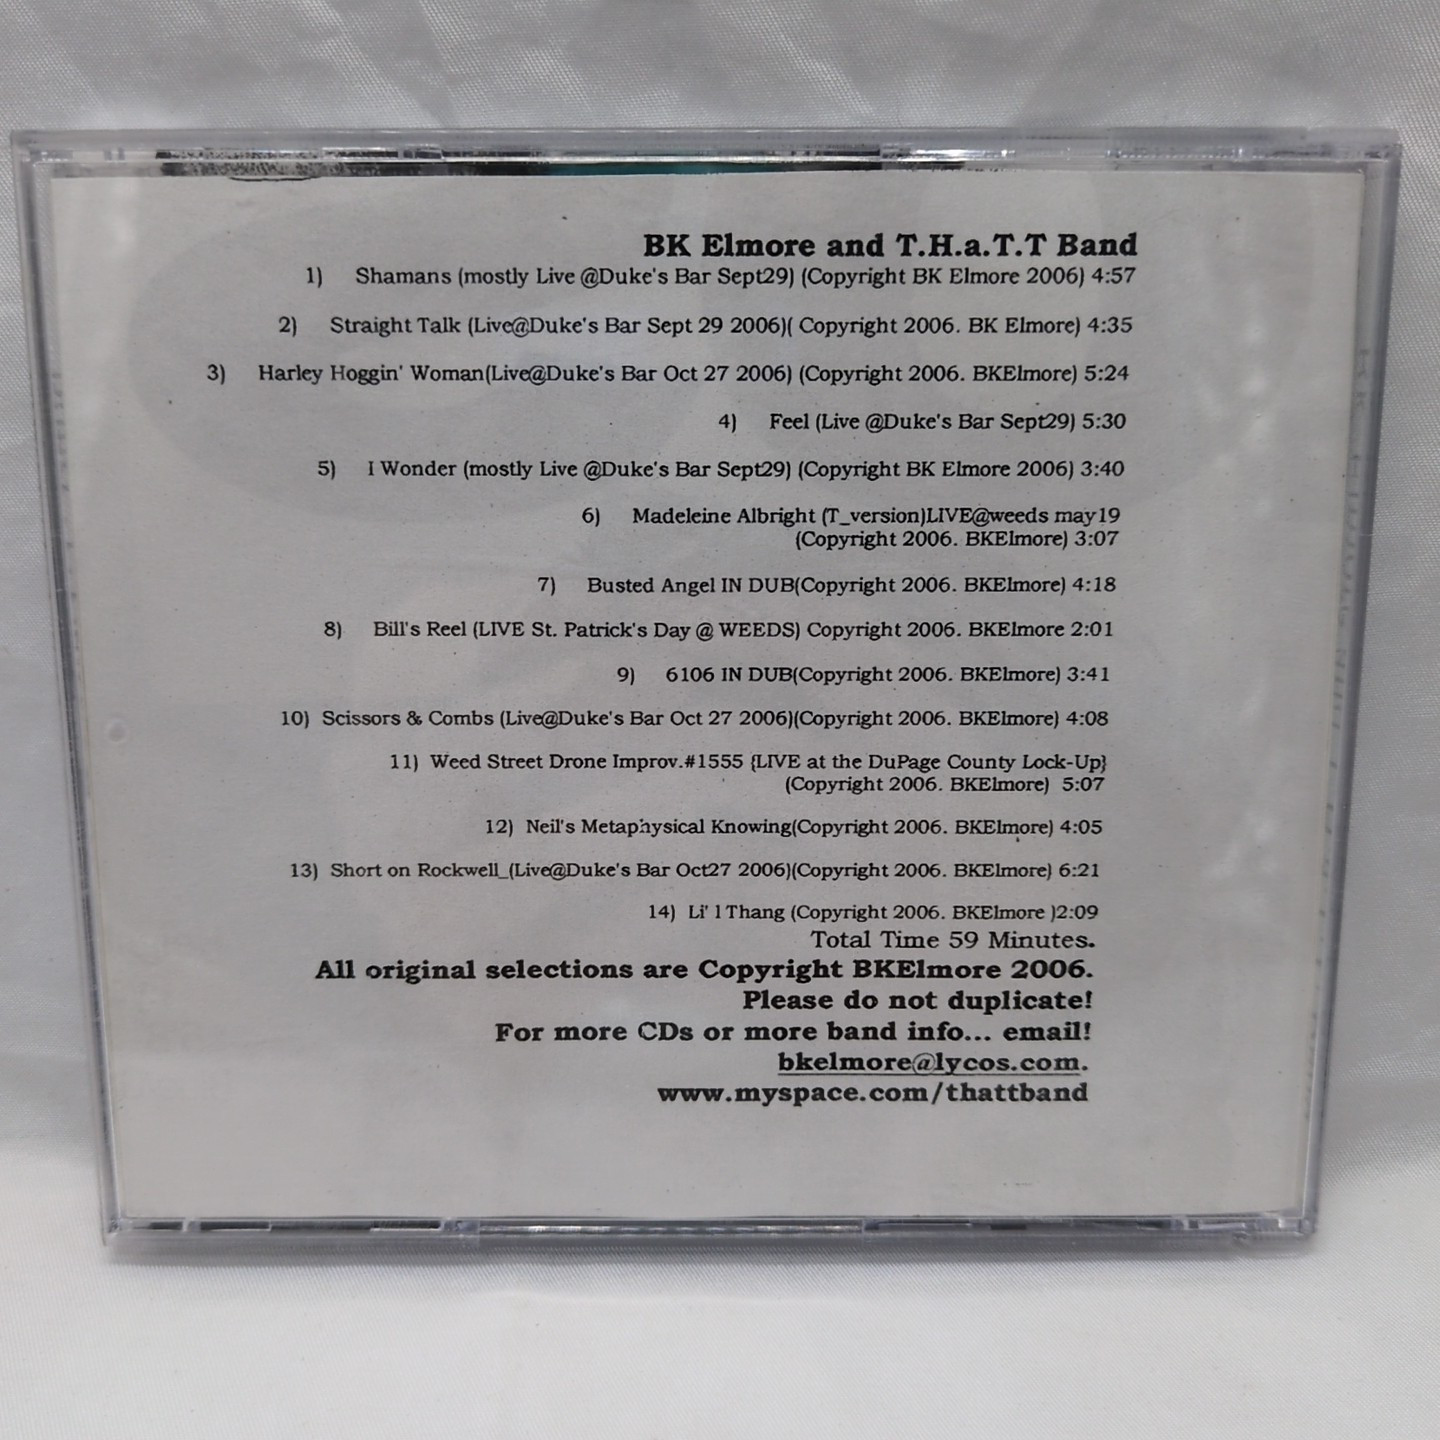 BK Elmore and T.H.a.T.T Band
1) Shamans (mostly Live @Duke's Bar Sept29) (Copyright BK Elmore 2006) 4:57
2) Straight Talk (Live@Duke's Bar Sept 29 2006)( Copyright 2006. BK Elmore) 4:35
3) Harley Hoggin' Woman(Live@Duke's Bar Oct 27 2006) (Copyright 2006. BKElmore) 5:24
4) Feel (Live @Duke's Bar Sept29) 5:30
5) I Wonder (mostly Live @Duke's Bar Sept29) (Copyright BK Elmore 2006) 3:40
6) Madeleine Albright (T_version)LIVE@weeds may19
(Copyright 2006. BKElmore) 3:07
7) Busted Angel IN DUB(Copyright 2006. BKElmore) 4:18
8) Bill's Reel (LIVE St. Patrick's Day @ WEEDS) Copyright 2006. BKElmore 2:01
9) 6106 IN DUB(Copyright 2006. BKElmore) 3:41
10) Scissors & Combs (Live@Duke's Bar Oct 27 2006)(Copyright 2006. BKElmore) 4:08
11) Weed Street Drone Improv.#1555 {LIVE at the DuPage County Lock-Up}
(Copyright 2006. BKElmore) 5:07
12) Neil's Metaphysical Knowing(Copyright 2006. BKElmore) 4:05
13) Short on Rockwell_(Live@Duke's Bar Oct27 2006)(Copyright 2006. BKElmore) 6:21
14) Li' l Thang (Copyright 2006. BKElmore )2:09
Total Time 59 Minutes.
All original selections are Copyright BKElmore 2006.
Please do not duplicate!
For more CDs or more band info... email!
bkelmore@lycos.com.
www.myspace.com/thattband